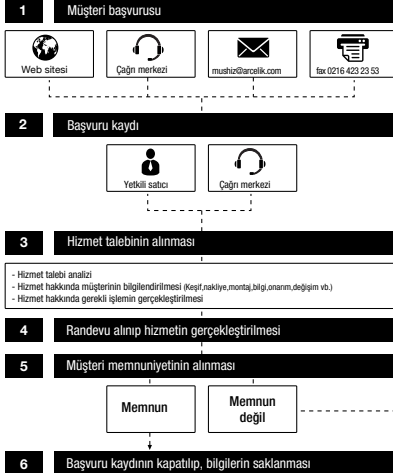 1 Müşteri başvurusu
Web sitesi
Çağrı merkezi
mushiz@arcelik.com
fax 0216 423 23 53
2 Başvuru kaydı
Yetkili satıcı
Çağrı merkezi
3 Hizmet talebinin alınması
- Hizmet talebi analizi
- Hizmet hakkında müşterinin bilgilendirilmesi (Keşif,nakliye,montaj,bilgi,onarım,değişim vb.)
- Hizmet hakkında gerekli işlemin gerçekleştirilmesi
4 Randevu alınıp hizmetin gerçekleştirilmesi
5 Müşteri memnuniyetinin alınması
Memnun
Memnun
değil
6 Başvuru kaydının kapatılıp, bilgilerin saklanması